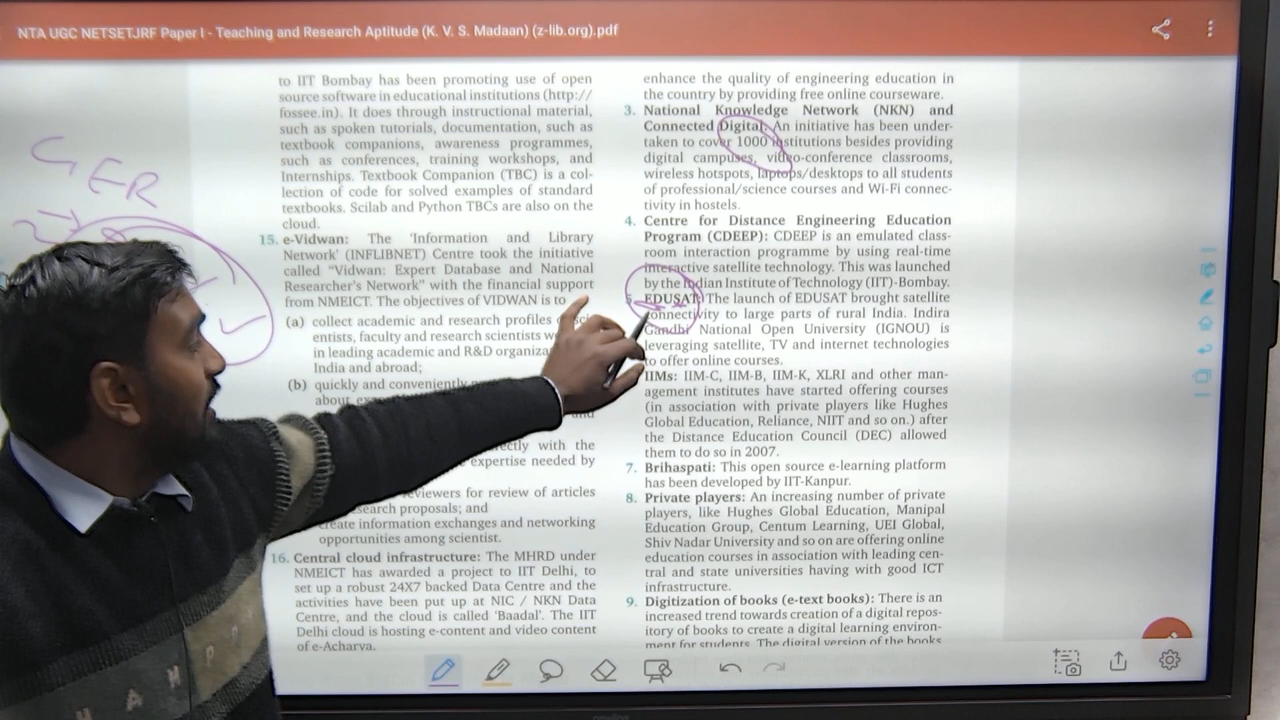 NTA UGC NETSETJRF Paper I - Teaching and Research Aptitude (K. V. S. Madaan) (z-lib.org).pdf
GER
to IIT Bombay has been promoting use of open
source software in educational institutions (http://
fossee.in). It does through instructional material,
such as spoken tutorials, documentation, such as
textbook companions, awareness programmes,
such as conferences, training workshops, and
Internships. Textbook Companion (TBC) is a col-
lection of code for solved examples of standard
textbooks. Scilab and Python TBCs are also on the
cloud.
15. e-Vidwan: The 'Information and Library
Network' (INFLIBNET) Centre took the initiative
called "Vidwan: Expert Database and National
Researcher's Network" with the financial support
from NMEICT. The objectives of VIDWAN is to
(a) collect academic and research profiles
entists, faculty and research scientists
in leading academic and R&D
India and abroad;
(b) quickly and conveniently
about
and
with the
expertise needed by
reviewers for review of articles
research proposals; and
create information exchanges and networking
opportunities among scientist.
16. Central cloud infrastructure: The MHRD under
NMEICT has awarded a project to IIT Delhi, to
set up a robust 24X7 backed Data Centre and the
activities have been put up at NIC / NKN Data
Centre, and the cloud is called 'Baadal'. The IIT
Delhi cloud is hosting e-content and video content
of e-Acharva.
enhance the quality of engineering education in
the country by providing free online courseware.
3. National Knowledge Network (NKN) and
Connected Digital: An initiative has been under-
taken to cover 1000 institutions besides providing
digital campuses, video-conference classrooms,
wireless hotspots, laptops/desktops to all students
of professional/science courses and Wi-Fi connec-
tivity in hostels.
4. Centre for Distance Engineering Education
Program (CDEEP): CDEEP is an emulated class-
room interaction programme by using real-time
interactive satellite technology. This was launched
by the Indian Institute of Technology (IIT)-Bombay.
5. EDUSAT: The launch of EDUSAT brought satellite
connectivity to large parts of rural India. Indira
Gandhi National Open University (IGNOU) is
leveraging satellite, TV and internet technologies
to offer online courses.
IIMs: IIM-C, IIM-B, IIM-K, XLRI and other man-
agement institutes have started offering courses
(in association with private players like Hughes
Global Education, Reliance, NIIT and so on.) after
the Distance Education Council (DEC) allowed
them to do so in 2007.
7. Brihaspati: This open source e-learning platform
has been developed by IIT-Kanpur.
8. Private players: An increasing number of private
players, like Hughes Global Education, Manipal
Education Group, Centum Learning, UEI Global,
Shiv Nadar University and so on are offering online
education courses in association with leading cen-
tral and state universities having with good ICT
infrastructure.
9. Digitization of books (e-text books): There is an
increased trend towards creation of a digital repos-
itory of books to create a digital learning environ-
ment for students. The digital version of the books